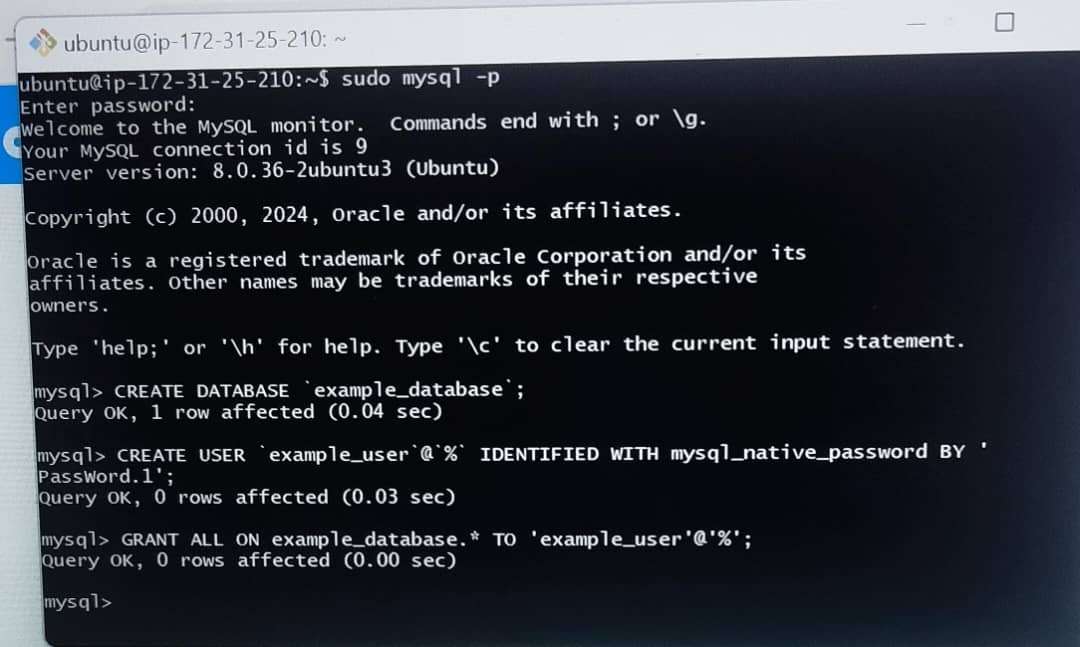 ubuntu@ip-172-31-25-210: ~
ubuntu@ip-172-31-25-210:~$ sudo mysql -p
Enter password:
Welcome to the MySQL monitor.  Commands end with ; or \g.
Your MySQL connection id is 9
Server version: 8.0.36-2ubuntu3 (Ubuntu)
Copyright (c) 2000, 2024, Oracle and/or its affiliates.
Oracle is a registered trademark of Oracle Corporation and/or its
affiliates. Other names may be trademarks of their respective
owners.
Type 'help;' or '\h' for help. Type '\c' to clear the current input statement.
mysql> CREATE DATABASE `example_database`;
Query OK, 1 row affected (0.04 sec)
mysql> CREATE USER `example_user`@`%` IDENTIFIED WITH mysql_native_password BY '
PassWord.1';
Query OK, 0 rows affected (0.03 sec)
mysql> GRANT ALL ON example_database.* TO 'example_user'@'%';
Query OK, 0 rows affected (0.00 sec)
mysql>